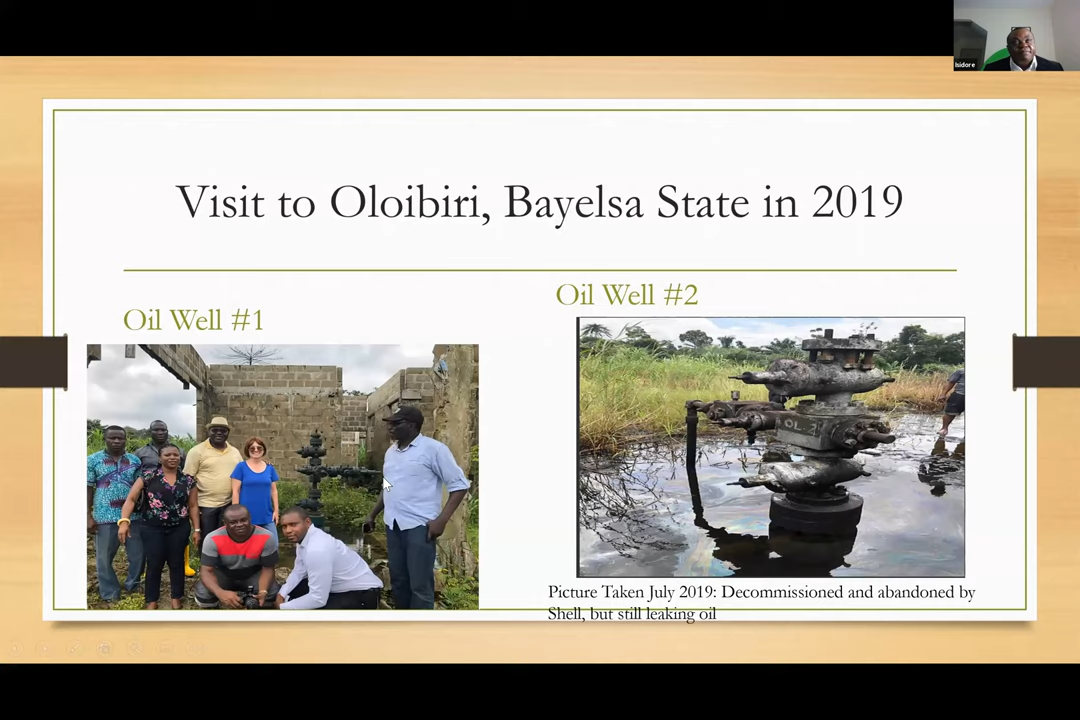 Isidore
Visit to Oloibiri, Bayelsa State in 2019
Oil Well #1
Oil Well #2
Picture Taken July 2019: Decommissioned and abandoned by
Shell, but still leaking oil